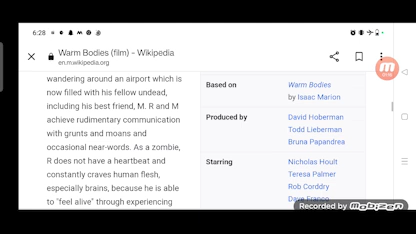 6:28
Warm Bodies (film) – Wikipedia
en.m.wikipedia.org
wandering around an airport which is
now filled with his fellow undead,
including his best friend, M. R and M
achieve rudimentary communication
with grunts and moans and
occasional near-words. As a zombie,
R does not have a heartbeat and
constantly craves human flesh,
especially brains, because he is able
to "feel alive" through experiencing
Based on
Warm Bodies
by Isaac Marion
Produced by
David Hoberman
Todd Lieberman
Bruna Papandrea
Starring
Nicholas Hoult
Teresa Palmer
Rob Corddry
Dave Franco
Recorded by Mobizen